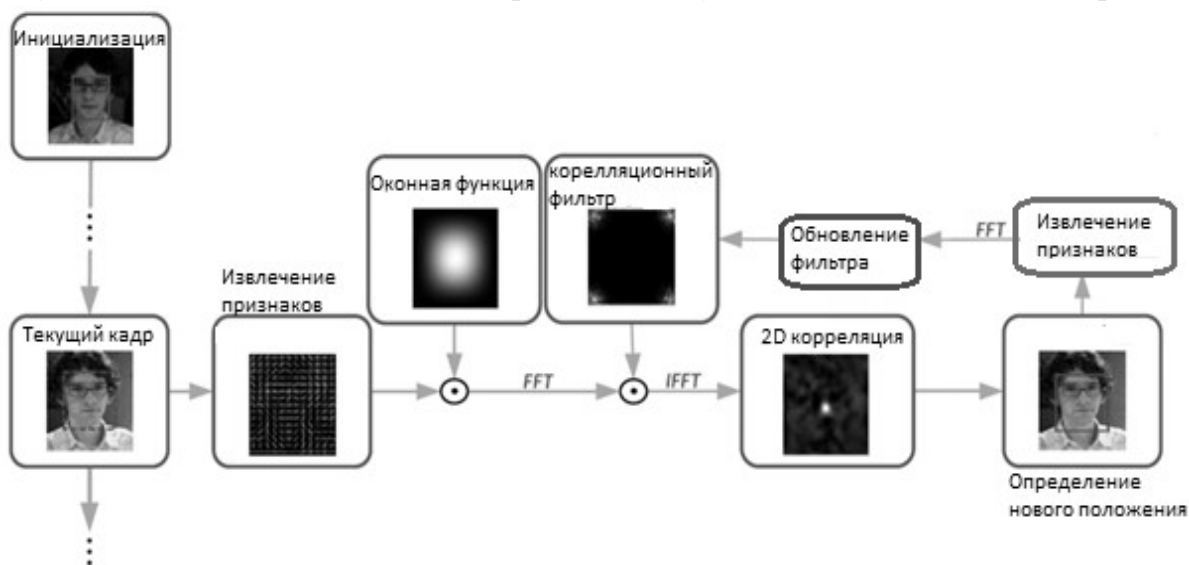 Инициализация
Оконная функция
корелляционный
фильтр
Обновление
фильтра
FFT
Извлечение
признаков
Извлечение
признаков
Текущий кадр
2D корреляция
FFT
IFFT
Определение
нового положения